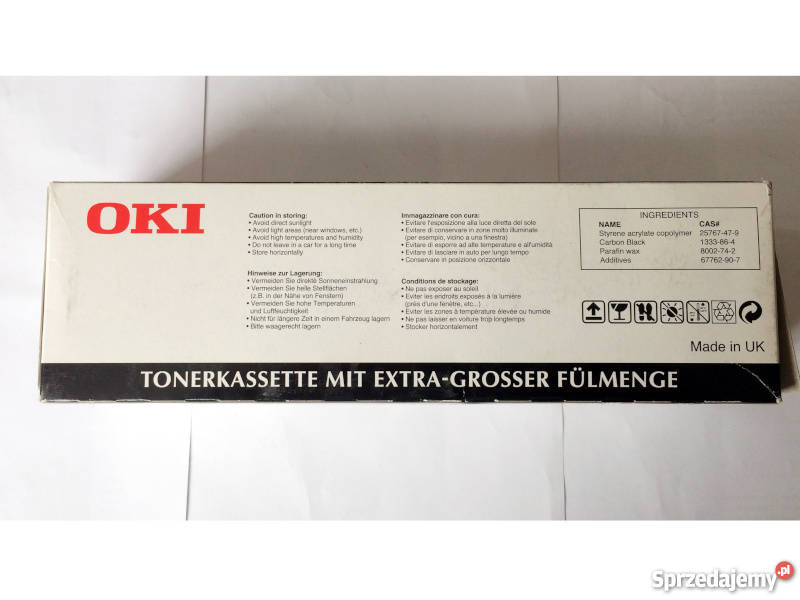 OKI
Caution in storing:
• Avoid direct sunlight
• Avoid light areas (near windows, etc.)
• Avoid high temperatures and humidity
• Do not leave in a car for a long time
• Store horizontally
Hinweise zur Lagerung:
• Vermeiden Sie direkte Sonneneinstrahlung
• Vermeiden Sie helle Stellflächen
(z.B. in der Nähe von Fenstern)
• Vermeiden Sie hohe Temperaturen
und Luftfeuchtigkeit
• Nicht für längere Zeit in einem Fahrzeug lagern
• Bitte waagerecht lagern
Immagazzinare con cura:
• Evitare l'esposizione alla luce diretta del sole
• Evitare di conservare in zone molto illuminate
(per esempio, vicino a una finestra)
• Evitare di esporre ad alte temperature e all'umidità
• Evitare di lasciare in auto per lungo tempo
• Conservare in posizione orizzontale
Conditions de stockage:
• Ne pas exposer au soleil
• Eviter les endroits exposés à la lumière
(près d'une fenêtre, etc...)
• Eviter les zones à température élevée ou humide
• Ne pas laisser en voiture trop longtemps
• Stocker horizontalement
INGREDIENTS
NAME CAS#
Styrene acrylate copolymer 25767-47-9
Carbon Black 1333-86-4
Parafin wax 8002-74-2
Additives 67762-90-7
Made in UK
TONERKASSETTE MIT EXTRA-GROSSER FÜLMENGE
Sprzedajemy.pl